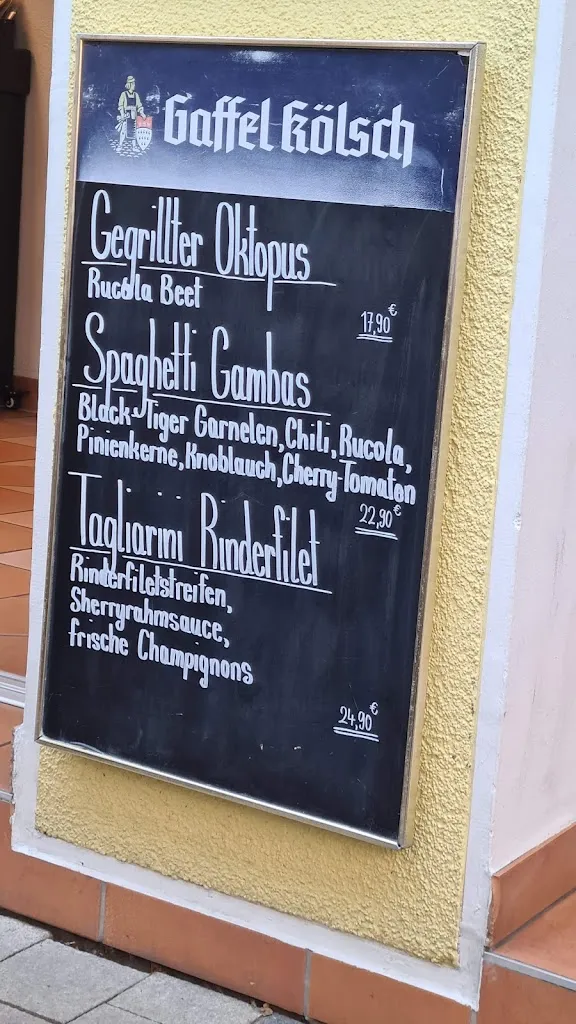 Gaffel Kölsch
Gegrillter Oktopus
Rucola Beet
17,90€
Spaghetti Gambas
Black-Tiger Garnelen, Chili, Rucola,
Pinienkerne, Knoblauch, Cherry-Tomaten
22,90€
Tagliarini Rinderfilet
Rinderfiletstreifen,
Sherryrahmsauce,
frische Champignons
24,90€